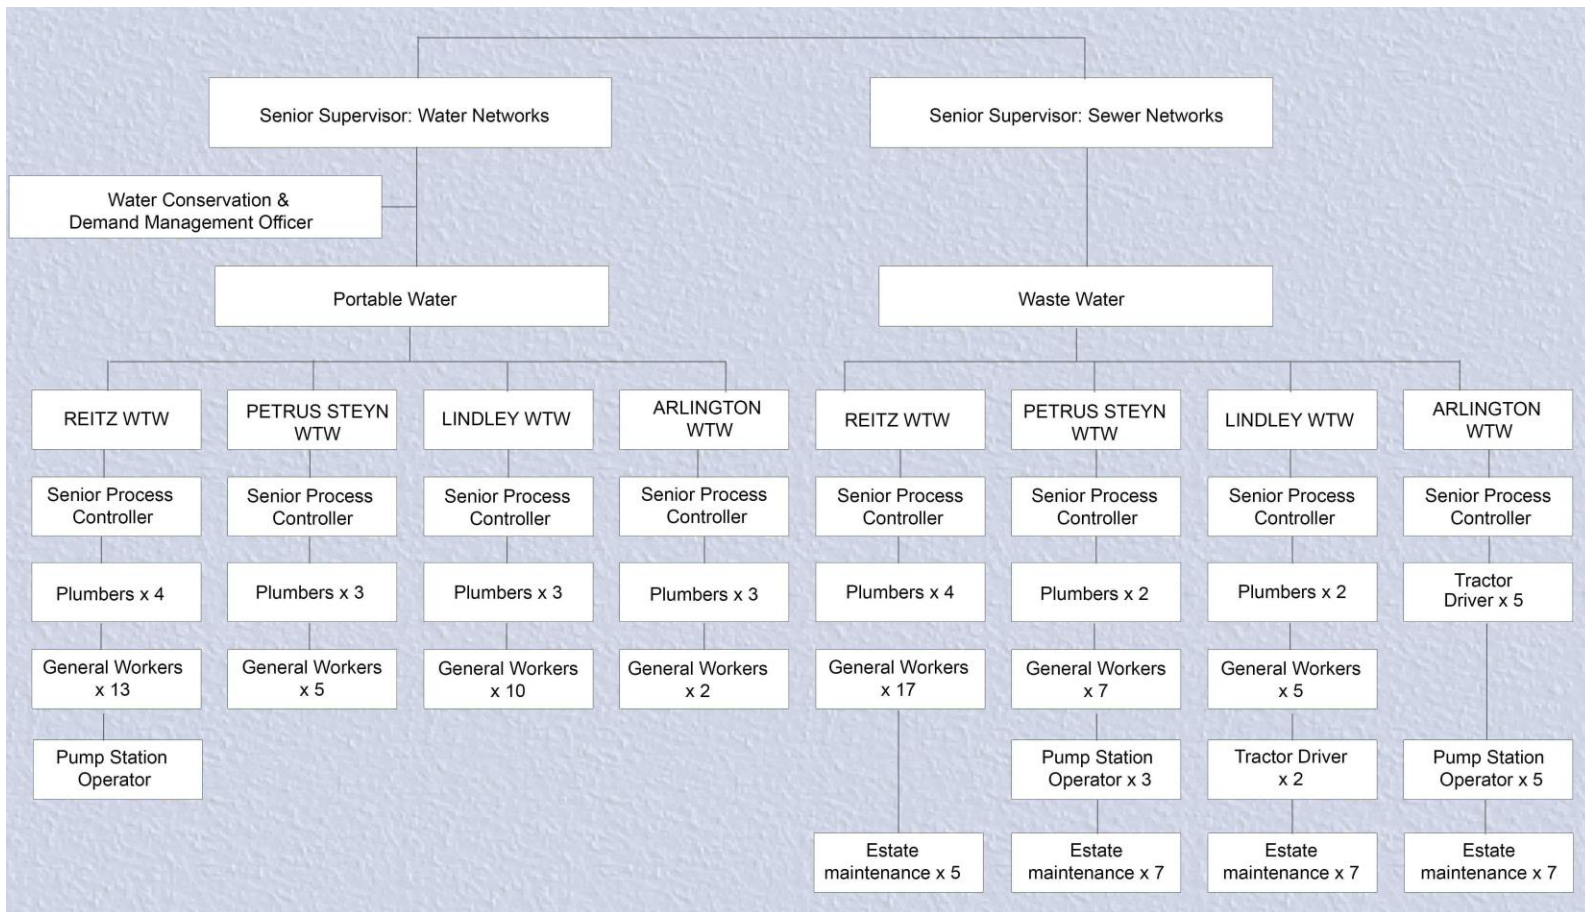 Senior Supervisor: Water Networks
Senior Supervisor: Sewer Networks
Water Conservation &
Demand Management Officer
Portable Water
Waste Water
REITZ WTW
PETRUS STEYN
WTW
LINDLEY WTW
ARLINGTON
WTW
REITZ WTW
PETRUS STEYN
WTW
LINDLEY WTW
ARLINGTON
WTW
Senior Process
Controller
Senior Process
Controller
Senior Process
Controller
Senior Process
Controller
Senior Process
Controller
Senior Process
Controller
Senior Process
Controller
Senior Process
Controller
Plumbers x 4
Plumbers x 3
Plumbers x 3
Plumbers x 3
Plumbers x 4
Plumbers x 2
Plumbers x 2
Tractor
Driver x 5
General Workers
x 13
General Workers
x 5
General Workers
x 10
General Workers
x 2
General Workers
x 17
General Workers
x 7
General Workers
x 5
Pump Station
Operator
Pump Station
Operator x 3
Tractor Driver
x 2
Pump Station
Operator x 5
Estate
maintenance x 5
Estate
maintenance x 7
Estate
maintenance x 7
Estate
maintenance x 7